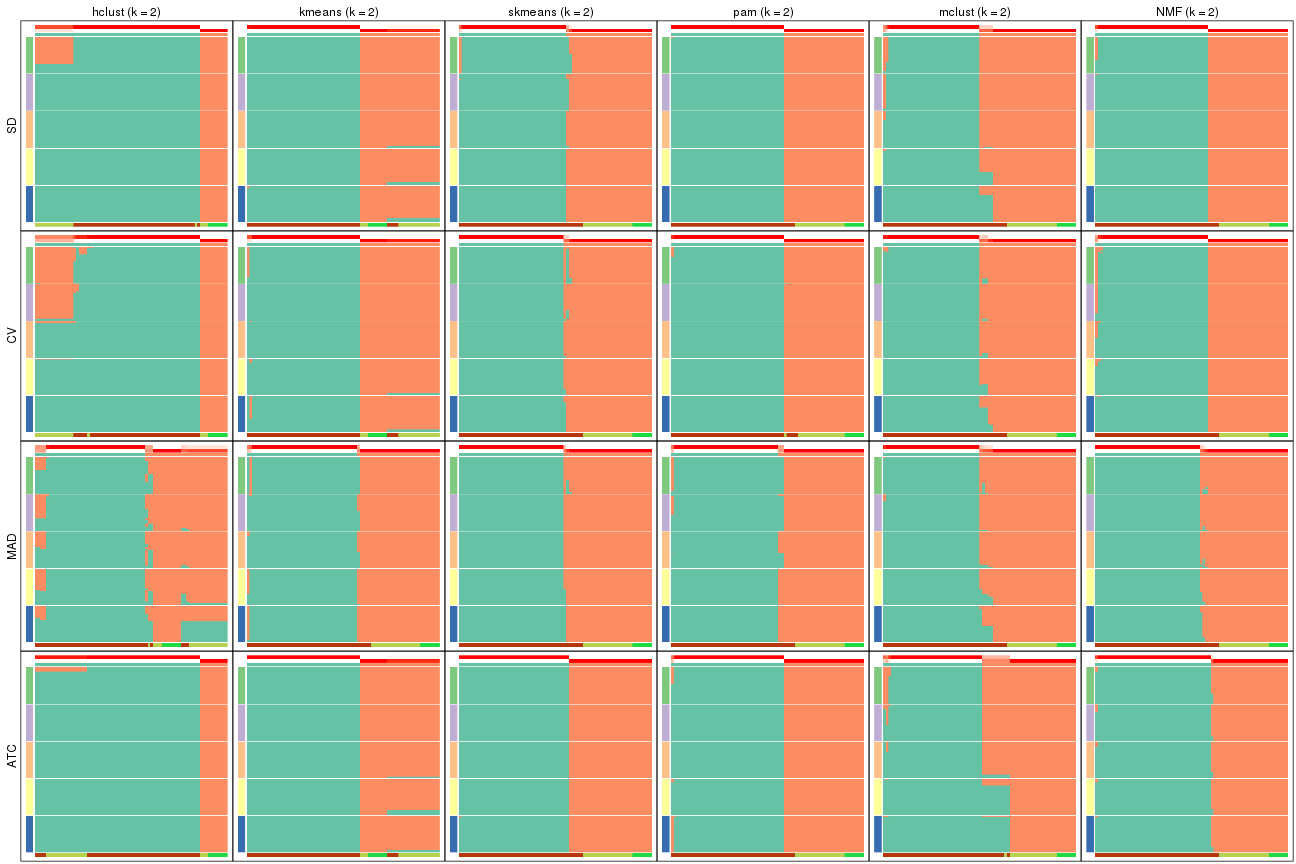 hclust (k = 2)
kmeans (k = 2)
skmeans (k = 2)
pam (k = 2)
mclust (k = 2)
NMF (k = 2)
SD
CV
MAD
ATC